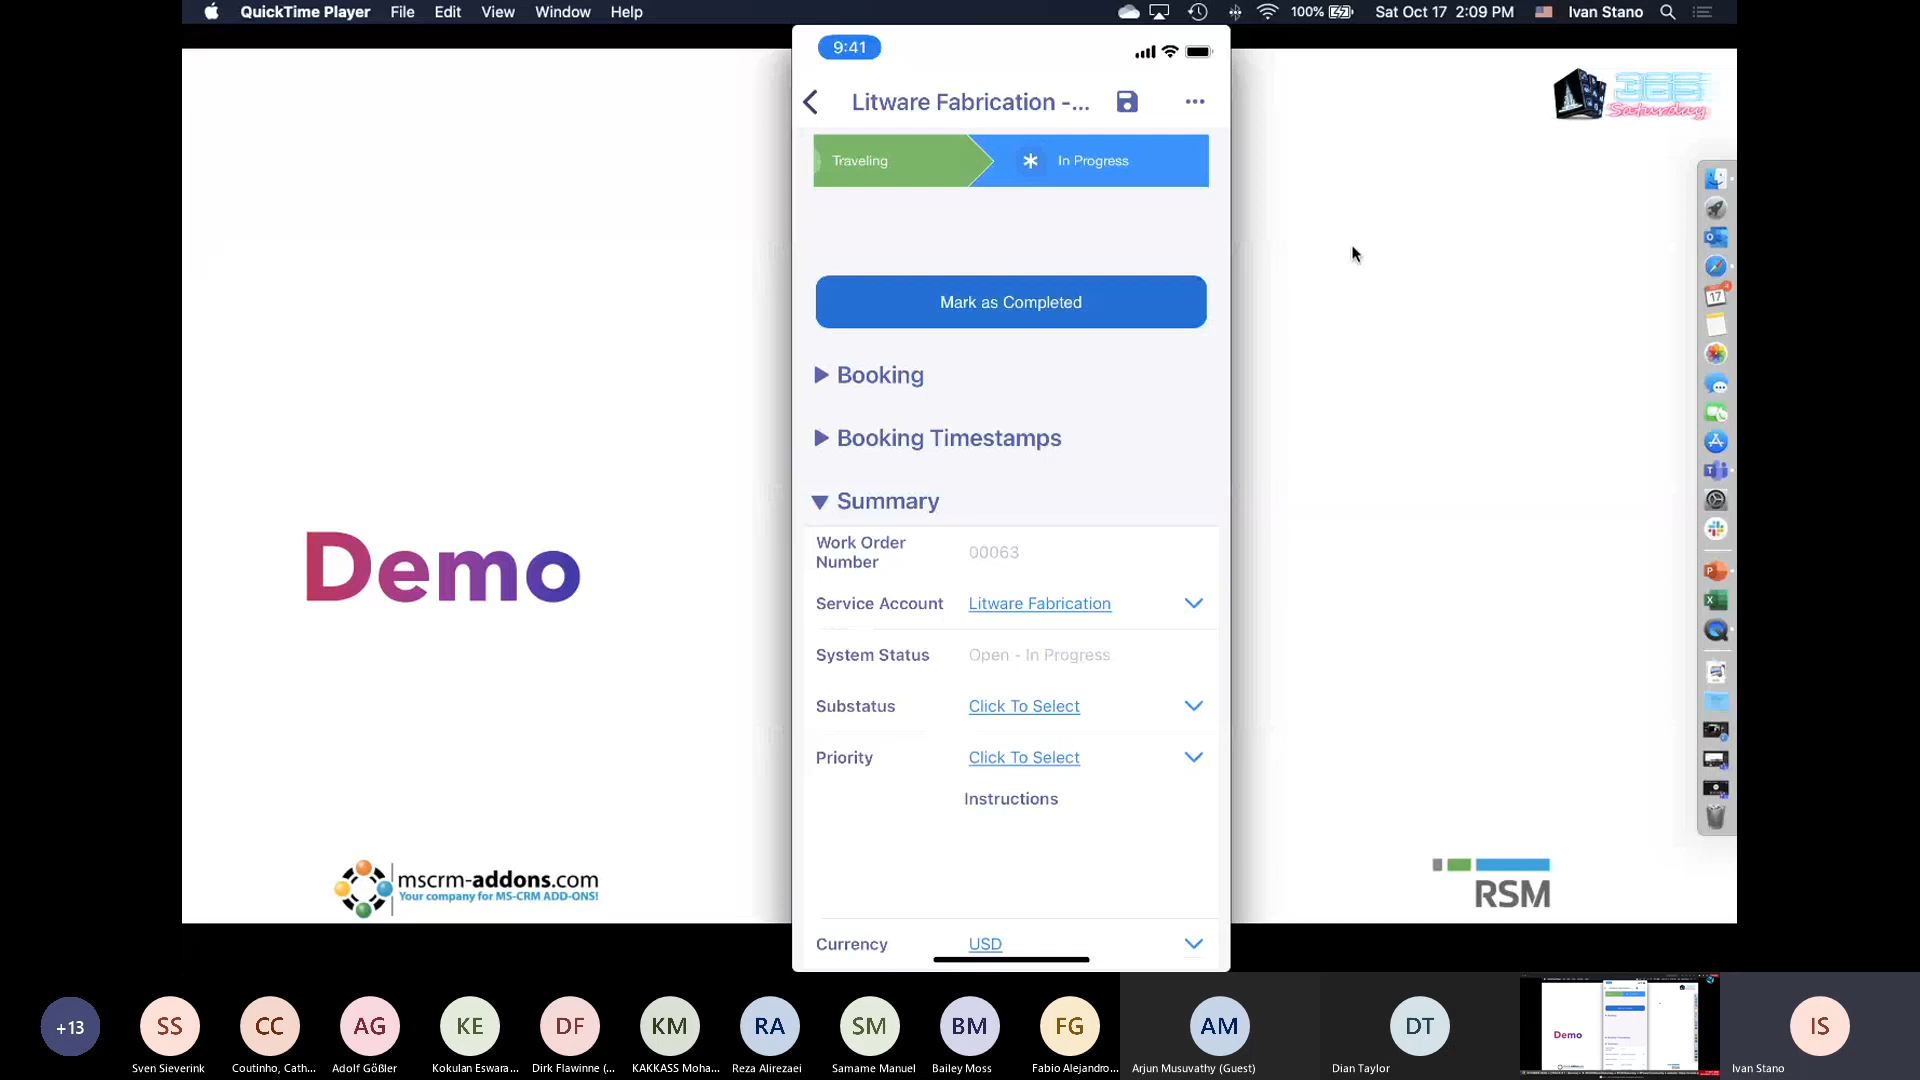 QuickTime Player File Edit View Window Help 100% Sat Oct 17 2:09 PM Ivan Stano
9:41
365
Saturday
Litware Fabrication -...
Traveling In Progress
Mark as Completed
Booking
Booking Timestamps
Summary
Work Order
Number
00063
Service Account Litware Fabrication
System Status Open - In Progress
Substatus Click To Select
Priority Click To Select
Instructions
Currency USD
Demo
mscrm-addons.com
Your company for MS-CRM ADD-ONS!
RSM
17
+13 SS CC AG KE DF KM RA SM BM FG AM DT Demo IS
Sven Sieverink Coutinho, Cath... Adolf Gößler Kokulan Eswara... Dirk Flawinne (... KAKKASS Moha... Reza Alirezaei Samame Manuel Bailey Moss Fabio Alejandro... Arjun Musuvathy (Guest) Dian Taylor Ivan Stano